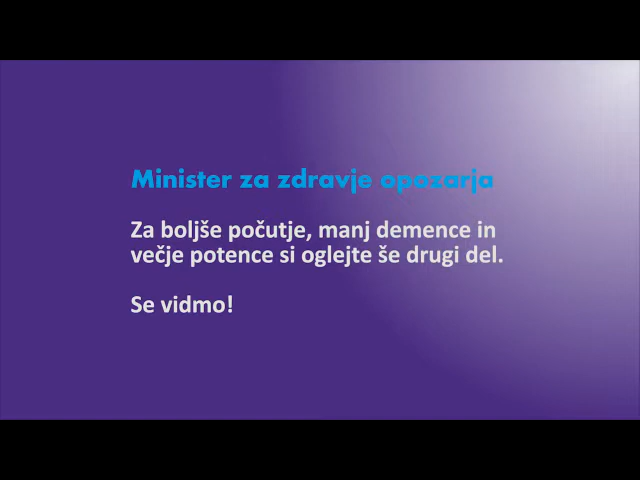 Minister za zdravje opozarja
Za boljše počutje, manj demence in
večje potence si oglejte še drugi del.
Se vidmo!